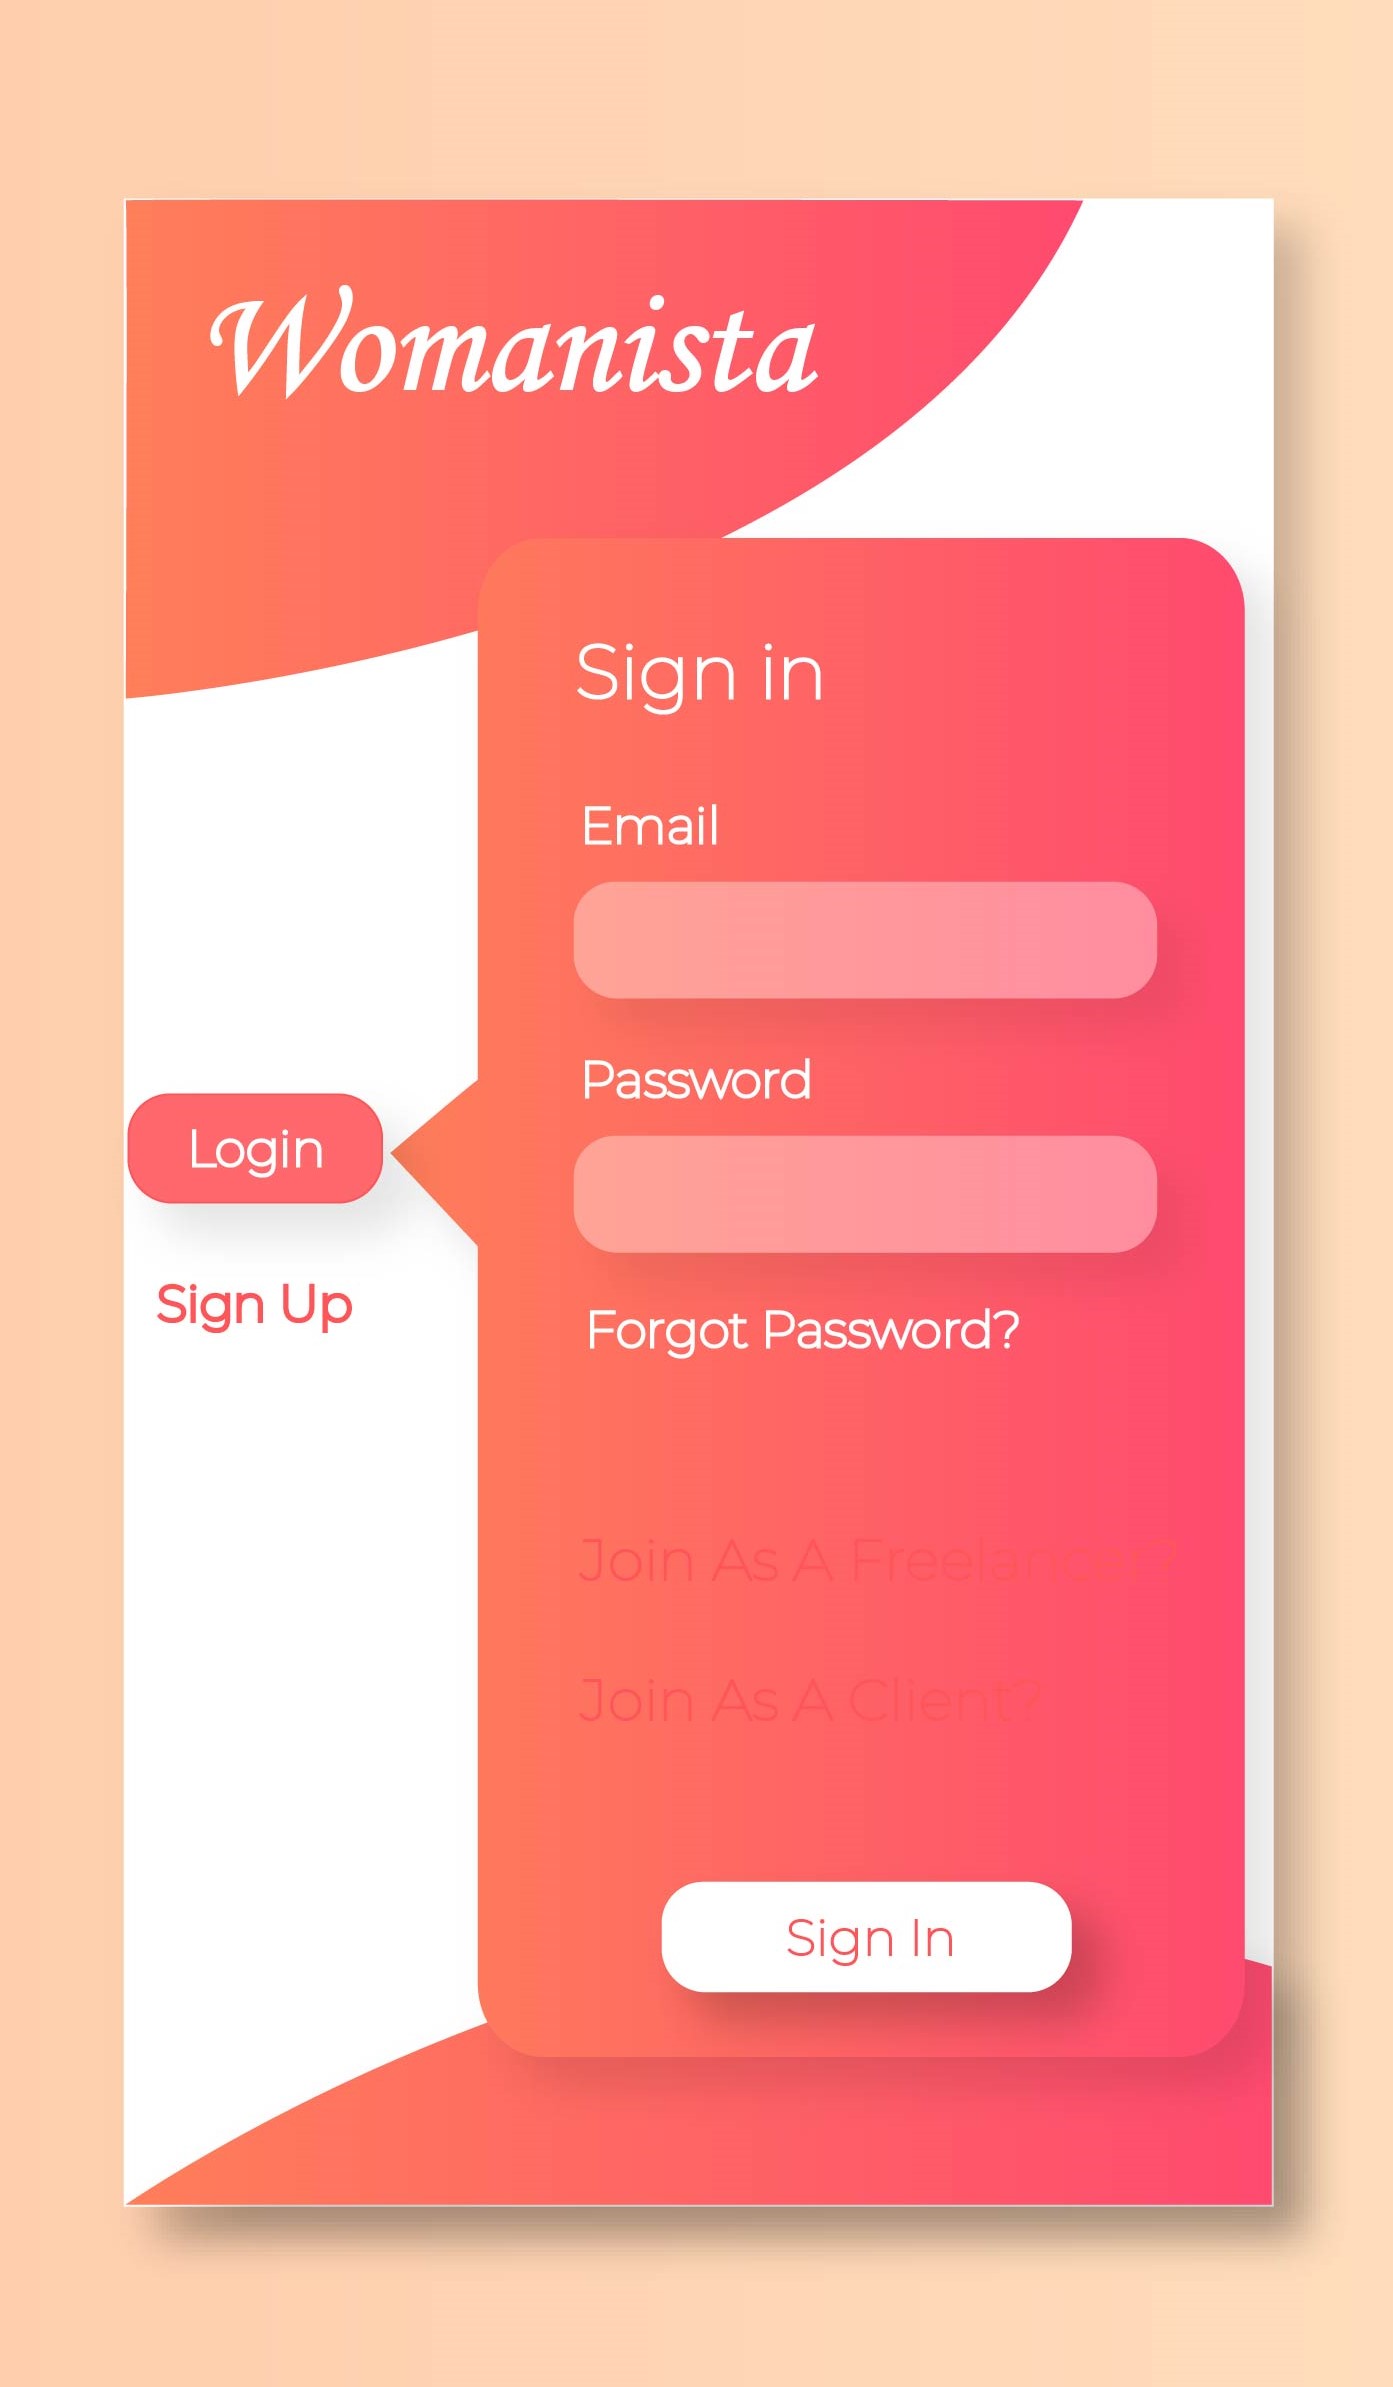 Womanista
Sign in
Email
Password
Login
Sign Up
Forgot Password?
Join As A Freelancer?
Join As A Client?
Sign In